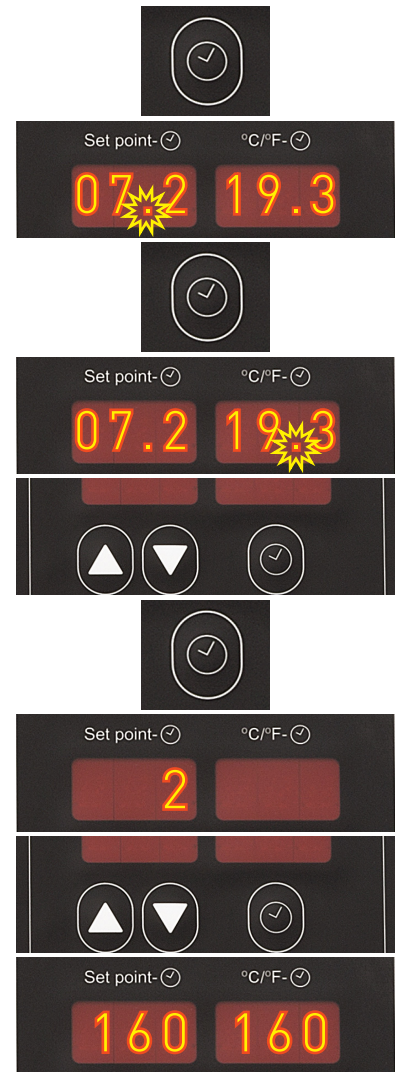 Set point- °C/°F-
07.2 19.3
Set point- °C/°F-
07.2 19.3
Set point- °C/°F-
2
Set point- °C/°F-
160 160